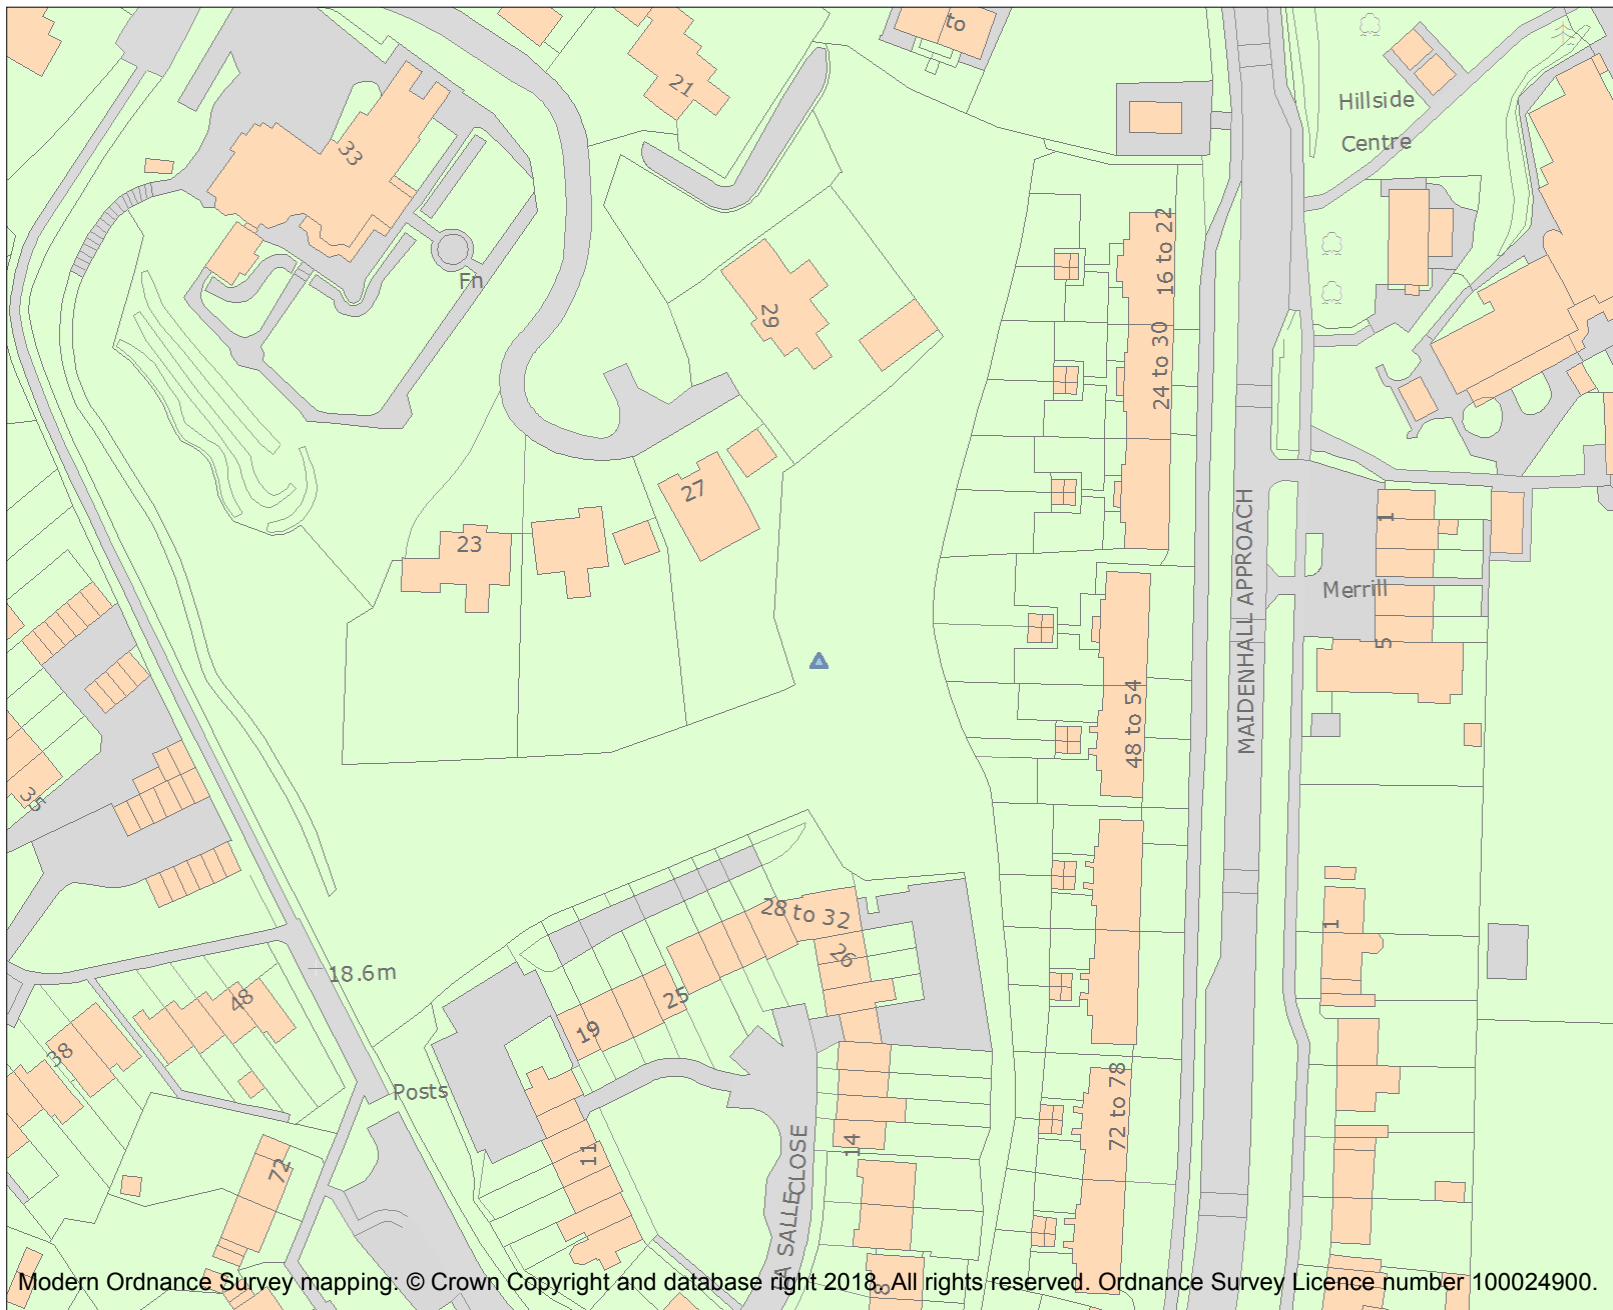 to
21
Hillside
Centre
33
Fn
29
16 to 22
24 to 30
27
23
1
MAIDENHALL APPROACH
Merrill
5
48 to 54
35
28 to 32
26
1
18.6m
48
25
19
38
Posts
72 to 78
11
14
72
LA SALLE CLOSE
8
Modern Ordnance Survey mapping: © Crown Copyright and database right 2018. All rights reserved. Ordnance Survey Licence number 100024900.